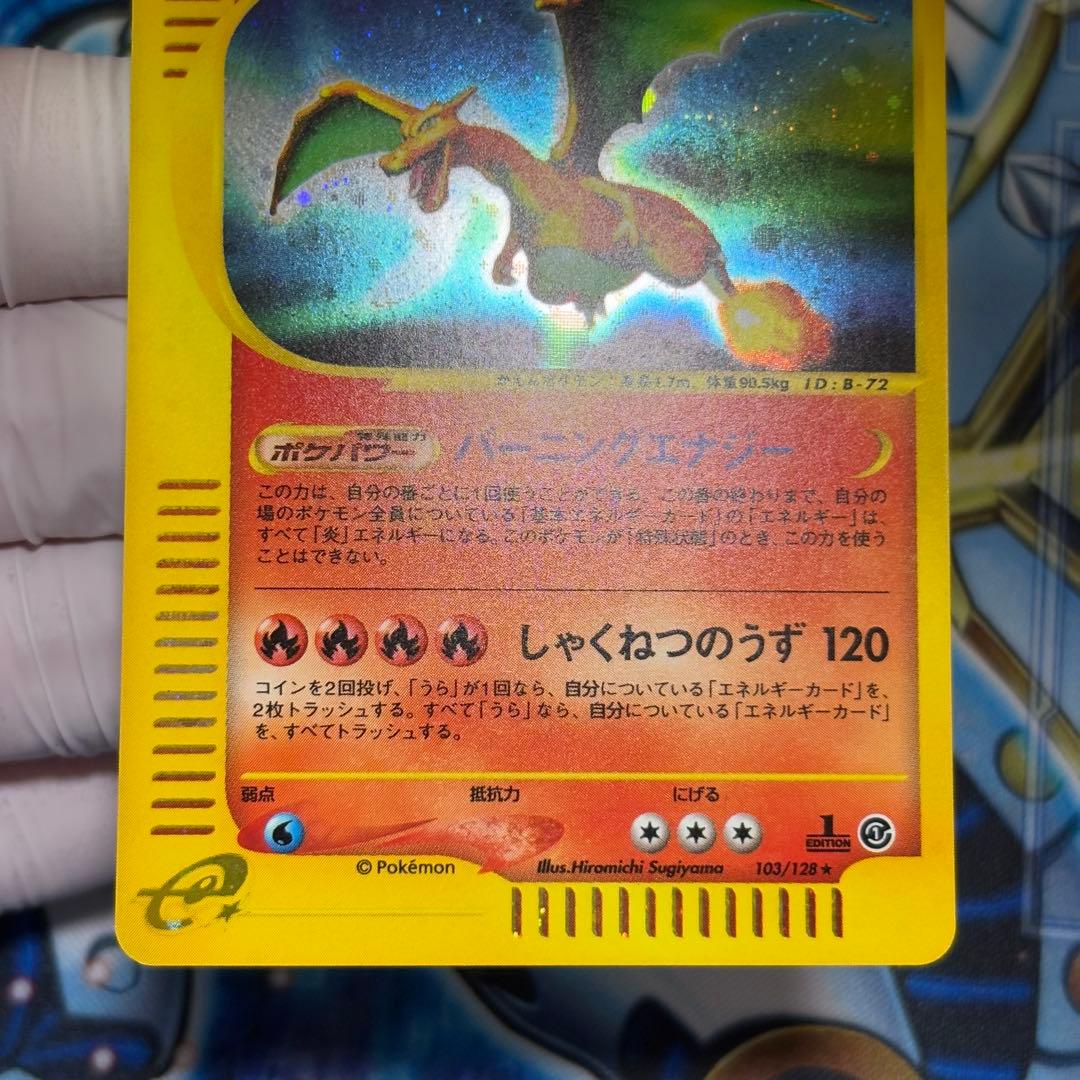 かえんポケモン 身長1.7m 体重90.5kg ID:B-72
ポケパワー 特殊能力 バーニングエナジー
この力は、自分の番ごとに1回使うことができる。この番の終わりまで、自分の
場のポケモン全員についている「基本エネルギーカード」の「エネルギー」は、
すべて「炎」エネルギーになる。このポケモンが「特殊状態」のとき、この力を使う
ことはできない。
しゃくねつのうず 120
コインを2回投げ、「うら」が1回なら、自分についている「エネルギーカード」を、
2枚トラッシュする。すべて「うら」なら、自分についている「エネルギーカード」
を、すべてトラッシュする。
弱点 抵抗力 にげる
1 EDITION
©Pokémon Illus.Hiromichi Sugiyama 103/128★
e